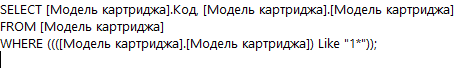 SELECT [Модель картриджа].Код, [Модель картриджа].[Модель картриджа]
FROM [Модель картриджа]
WHERE ((([Модель картриджа].[Модель картриджа]) Like "1*"));